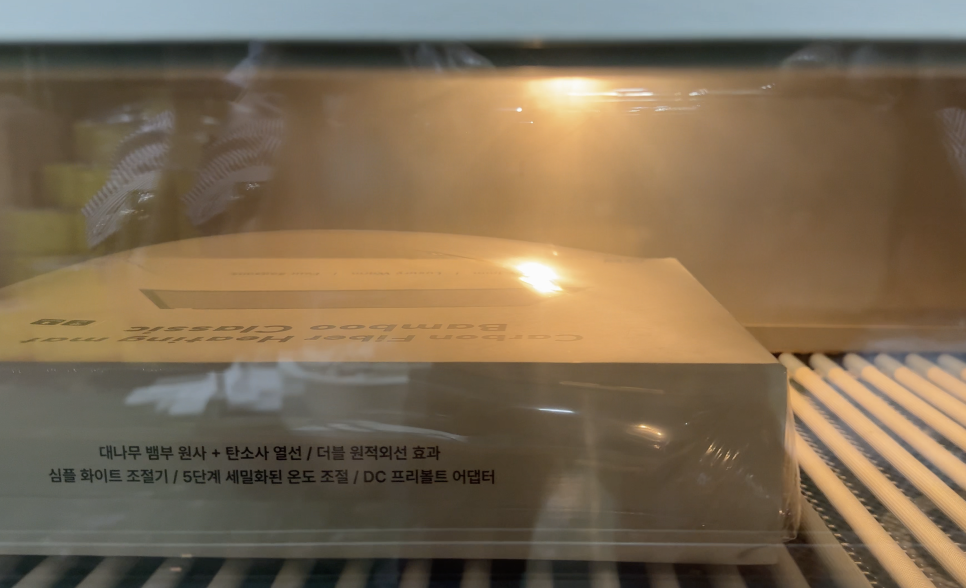 Carbon Fiber Heating mat
Bamboo Classic
대나무 뱀부 원사 + 탄소사 열선 / 더블 원적외선 효과
심플 화이트 조절기 / 5단계 세밀화된 온도 조절 / DC 프리볼트 어댑터